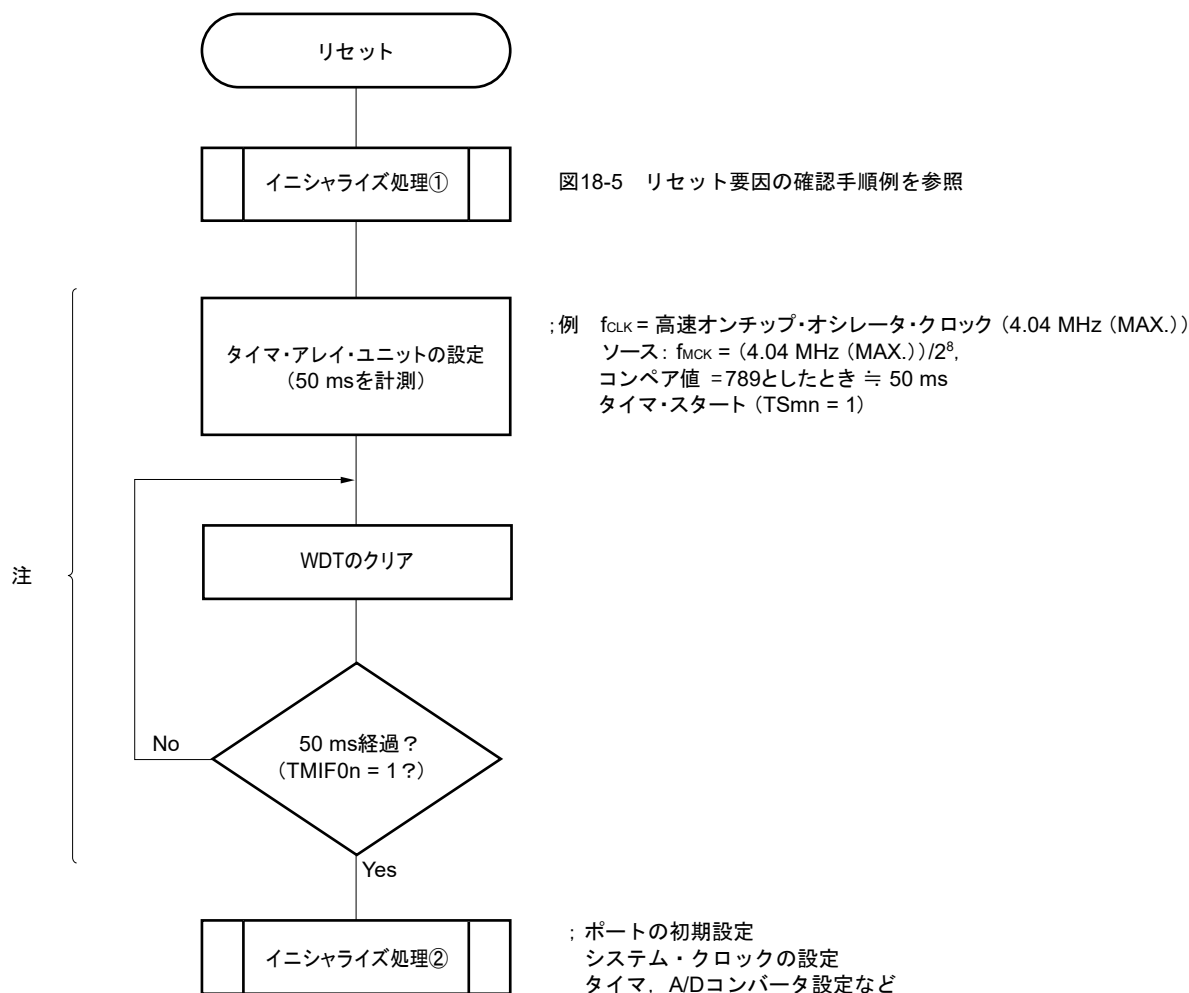 リセット
イニシャライズ処理①
図18-5 リセット要因の確認手順例を参照
タイマ・アレイ・ユニットの設定
(50 msを計測)
;例 fCLK = 高速オンチップ・オシレータ・クロック (4.04 MHz (MAX.))
ソース: fMCK = (4.04 MHz (MAX.))/2⁸,
コンペア値 =789としたとき ≒ 50 ms
タイマ・スタート (TSmn = 1)
注
WDTのクリア
No
50 ms経過?
(TMIF0n = 1?)
Yes
イニシャライズ処理②
; ポートの初期設定
システム・クロックの設定
タイマ, A/Dコンバータ設定など